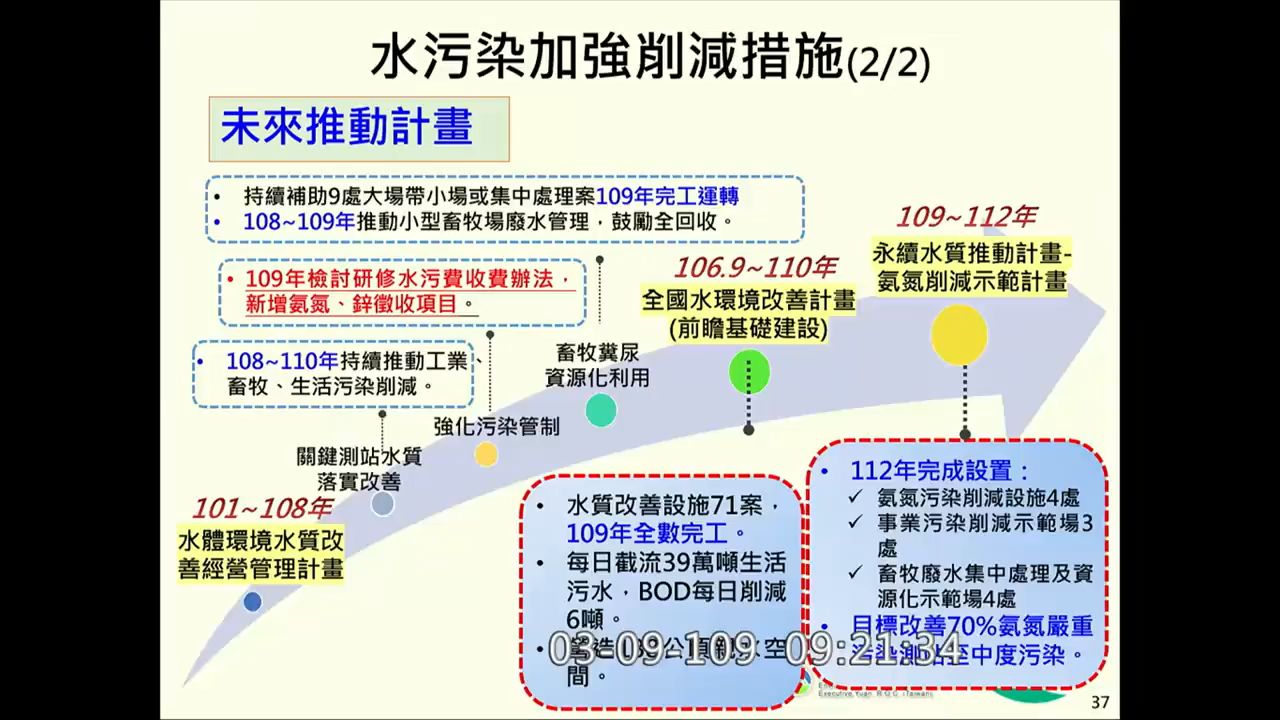 水污染加強削減措施(2/2)
未來推動計畫
• 持續補助9處大場帶小場或集中處理案109年完工運轉
• 108~109年推動小型畜牧場廢水管理，鼓勵全回收。
• 109年檢討研修水污費收費辦法，
新增氨氮、鋅徵收項目。
• 108~110年持續推動工業、
畜牧、生活污染削減。
101~108年
水體環境水質改
善經營管理計畫
關鍵測站水質
落實改善
強化污染管制
畜牧糞尿
資源化利用
106.9~110年
全國水環境改善計畫
(前瞻基礎建設)
109~112年
永續水質推動計畫-
氨氮削減示範計畫
• 水質改善設施71案，
109年全數完工。
• 每日截流39萬噸生活
污水，BOD每日削減
6噸。
• 公頃親水空
間。
• 112年完成設置：
✓ 氨氮污染削減設施4處
✓ 事業污染削減示範場3
處
✓ 畜牧廢水集中處理及資
源化示範場4處
• 目標改善70%氨氮嚴重
污染測站至中度污染。
03-09-109 09:21:34
Executive Yuan, R.O.C. (Taiwan)
37